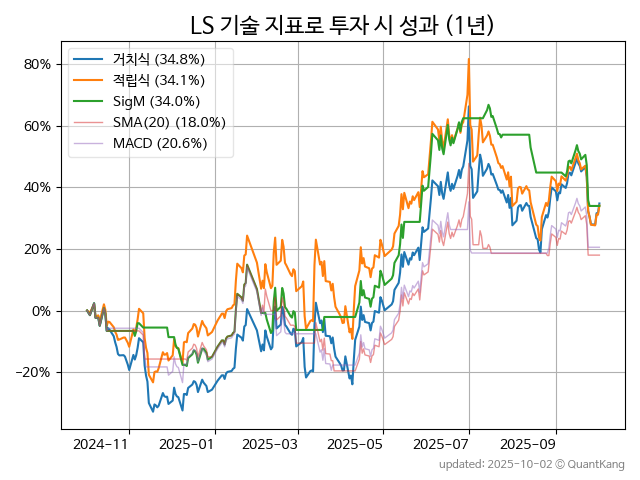 LS 기술 지표로 투자 시 성과 (1년)
거치식 (34.8%)
적립식 (34.1%)
SigM (34.0%)
SMA(20) (18.0%)
MACD (20.6%)
80%
60%
40%
20%
0%
−20%
2024-11
2025-01
2025-03
2025-05
2025-07
2025-09
updated: 2025-10-02 © QuantKang